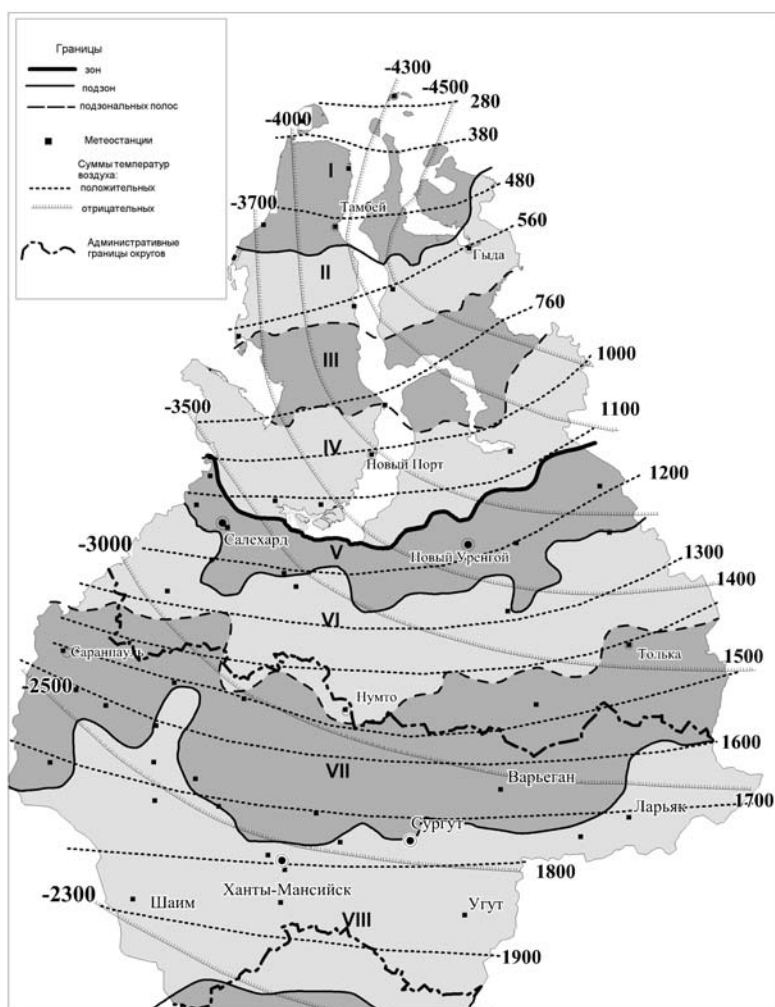 Границы
зон
подзон
подзональных полос
Метеостанции
Суммы температур
воздуха:
положительных
отрицательных
Административные
границы округов
-4300
-4500
280
-4000
380
I
480
-3700
Тамбей
560
Гыда
II
760
III
1000
-3500
1100
IV
Новый Порт
1200
Салехард
-3000
V
Новый Уренгой
1300
1400
VI
Саранпауль
Толька
1500
-2500
Нумто
1600
VII
Варьеган
1700
Ларьяк
Сургут
1800
Ханты-Мансийск
-2300
Шаим
VIII
Угут
1900